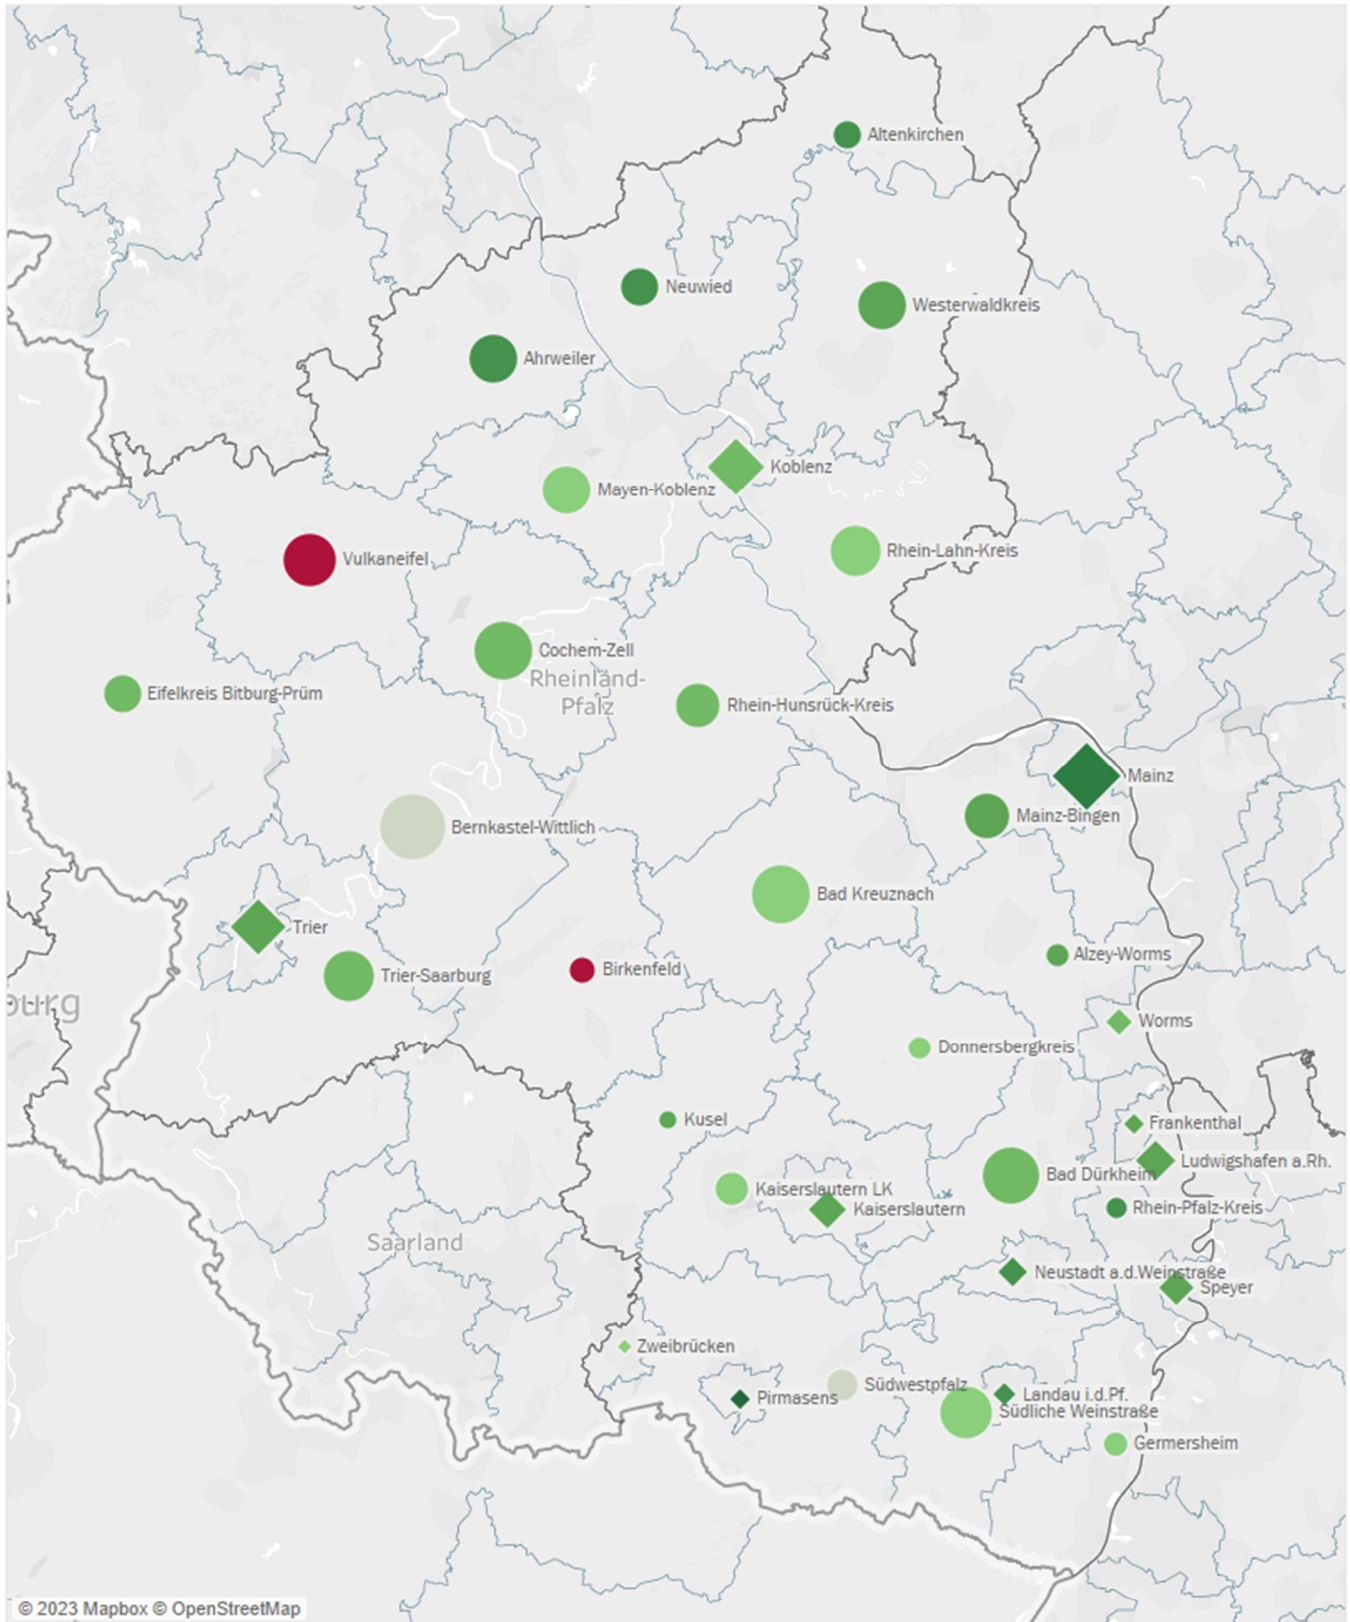 Altenkirchen
Neuwied
Westerwaldkreis
Ahrweiler
Koblenz
Mayen-Koblenz
Rhein-Lahn-Kreis
Vulkaneifel
Cochem-Zell
Rheinland-
Pfalz
Eifelkreis Bitburg-Prüm
Rhein-Hunsrück-Kreis
Mainz
Mainz-Bingen
Bernkastel-Wittlich
Bad Kreuznach
Trier
Alzey-Worms
Birkenfeld
Trier-Saarburg
burg
Worms
Donnersbergkreis
Kusel
Frankenthal
Ludwigshafen a.Rh.
Bad Dürkheim
Kaiserslautern LK
Rhein-Pfalz-Kreis
Kaiserslautern
Saarland
Neustadt a.d.Weinstraße
Speyer
Zweibrücken
Südwestpfalz
Landau i.d.Pf.
Pirmasens
Südliche Weinstraße
Germersheim
© 2023 Mapbox © OpenStreetMap